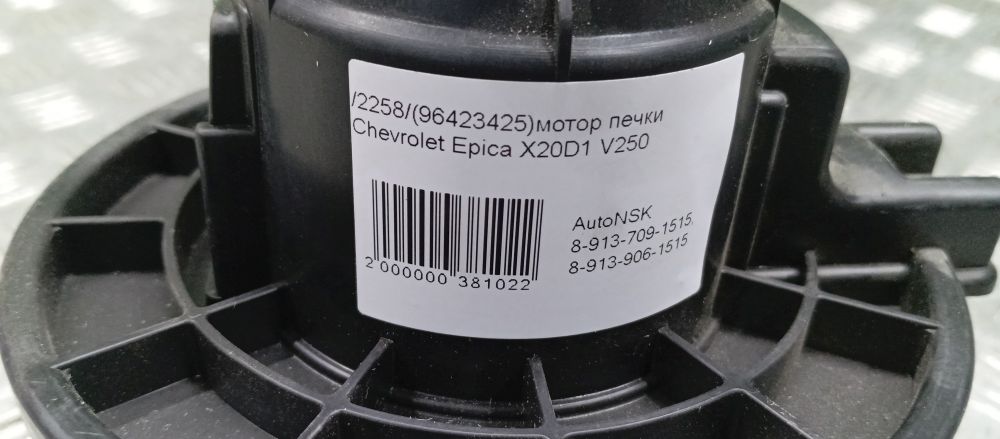 /2258/(96423425)мотор печки
Chevrolet Epica X20D1 V250
AutoNSK
8-913-709-1515,
8-913-906-1515
2 000000 381022